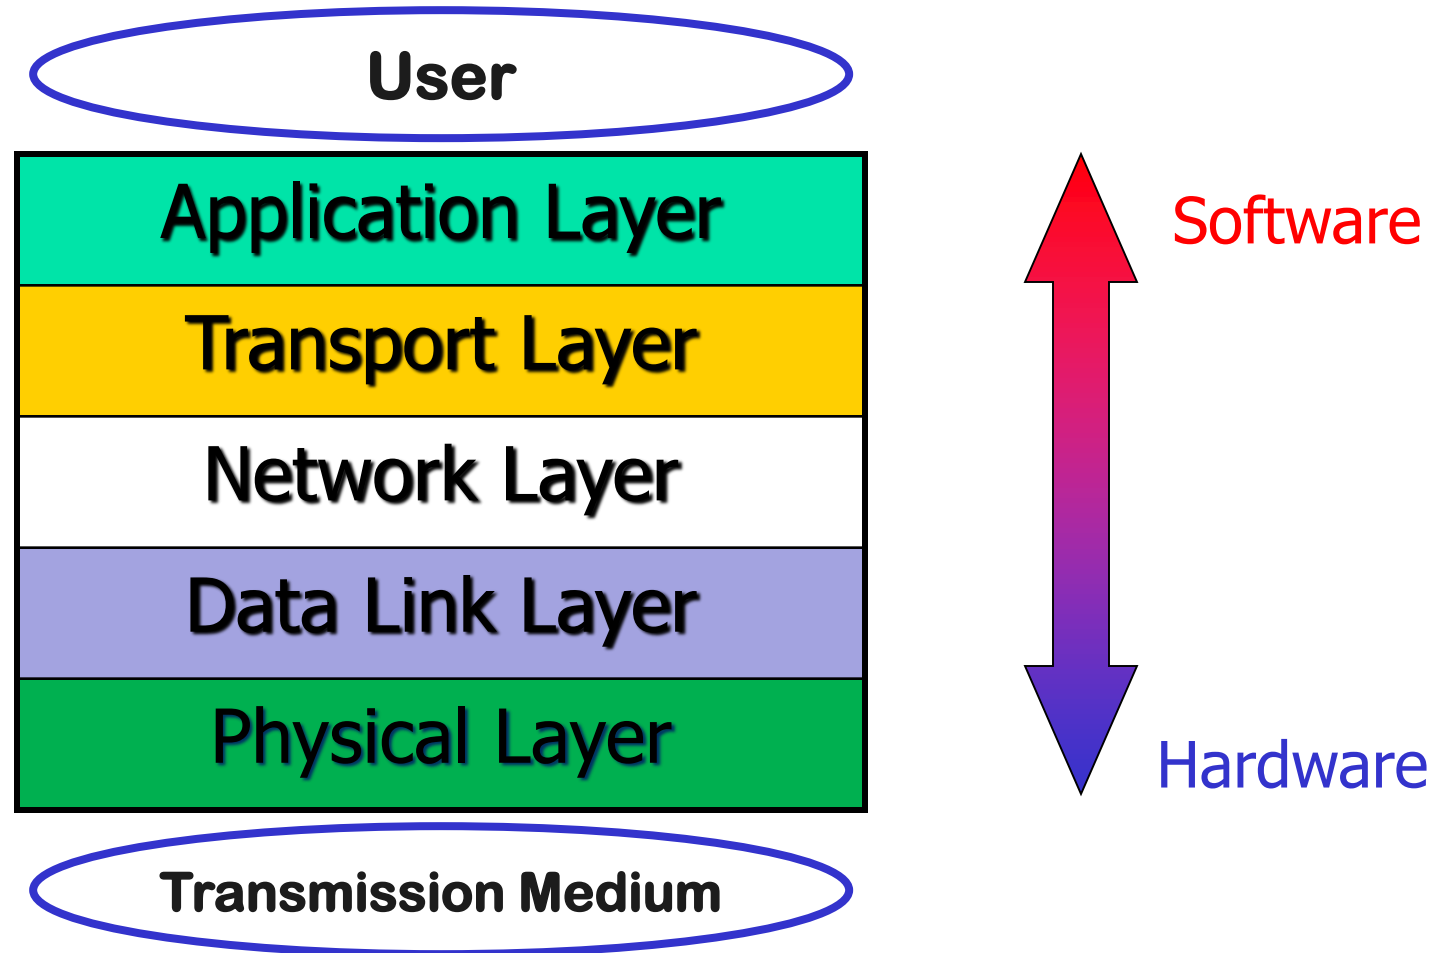 User
Application Layer
Transport Layer
Network Layer
Data Link Layer
Physical Layer
Transmission Medium
Software
Hardware